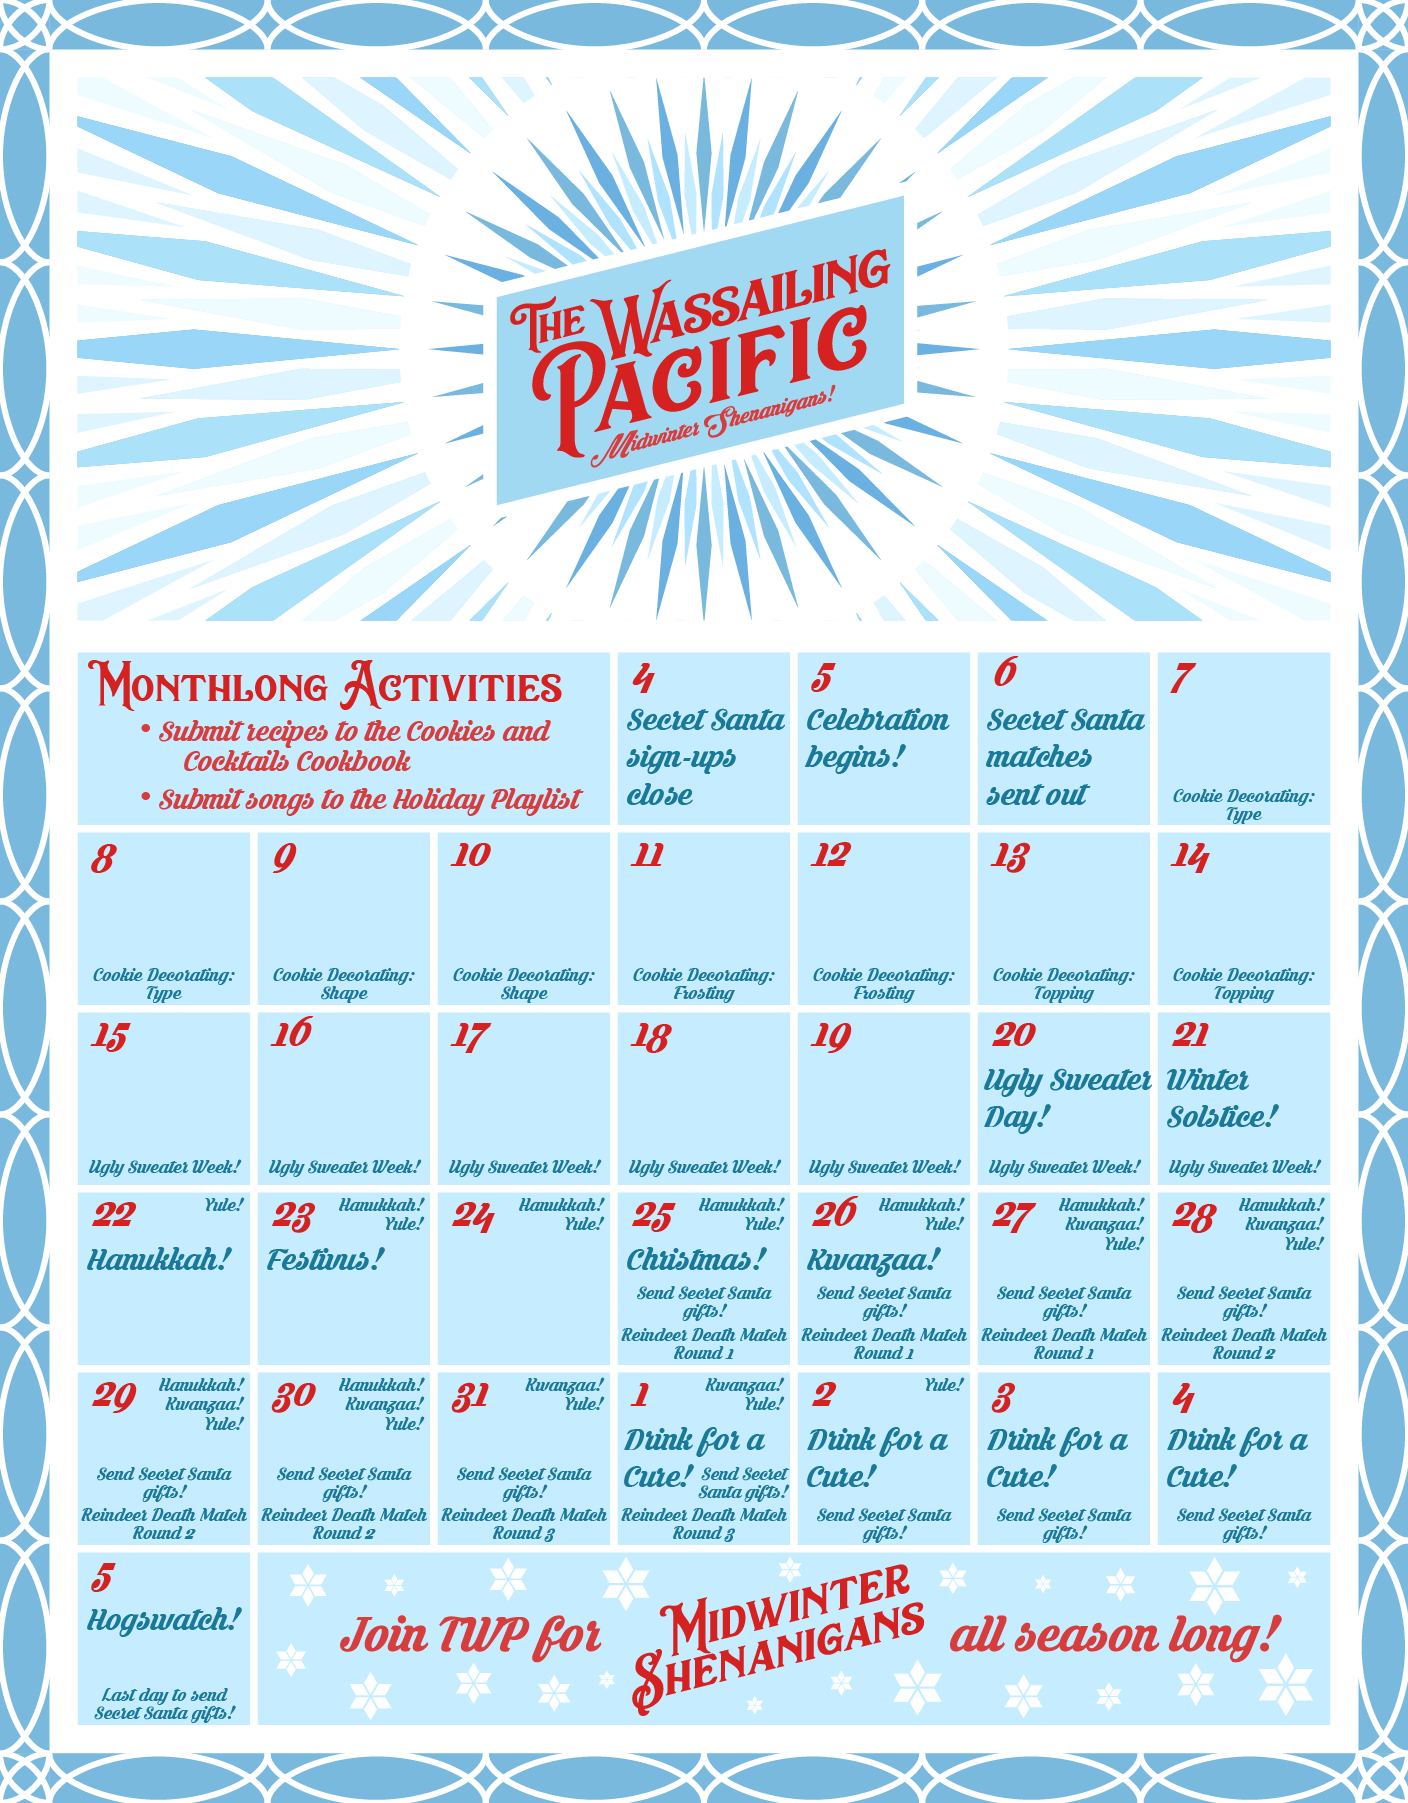 The Wassailing
Pacific
Midwinter Shenanigans!
Monthlong Activities
• Submit recipes to the Cookies and
Cocktails Cookbook
• Submit songs to the Holiday Playlist
4
Secret Santa
sign-ups
close
5
Celebration
begins!
6
Secret Santa
matches
sent out
7
Cookie Decorating:
Type
8
Cookie Decorating:
Type
9
Cookie Decorating:
Shape
10
Cookie Decorating:
Shape
11
Cookie Decorating:
Frosting
12
Cookie Decorating:
Frosting
13
Cookie Decorating:
Topping
14
Cookie Decorating:
Topping
15
Ugly Sweater Week!
16
Ugly Sweater Week!
17
Ugly Sweater Week!
18
Ugly Sweater Week!
19
Ugly Sweater Week!
20
Ugly Sweater
Day!
Ugly Sweater Week!
21
Winter
Solstice!
Ugly Sweater Week!
22
Yule!
Hanukkah!
23
Hanukkah!
Yule!
Festivus!
24
Hanukkah!
Yule!
25
Hanukkah!
Yule!
Christmas!
Send Secret Santa
gifts!
Reindeer Death Match
Round 1
26
Hanukkah!
Yule!
Kwanzaa!
Send Secret Santa
gifts!
Reindeer Death Match
Round 1
27
Hanukkah!
Kwanzaa!
Yule!
Send Secret Santa
gifts!
Reindeer Death Match
Round 1
28
Hanukkah!
Kwanzaa!
Yule!
Send Secret Santa
gifts!
Reindeer Death Match
Round 2
29
Hanukkah!
Kwanzaa!
Yule!
Send Secret Santa
gifts!
Reindeer Death Match
Round 2
30
Hanukkah!
Kwanzaa!
Yule!
Send Secret Santa
gifts!
Reindeer Death Match
Round 2
31
Kwanzaa!
Yule!
Send Secret Santa
gifts!
Reindeer Death Match
Round 3
1
Kwanzaa!
Yule!
Drink for a
Cure!
Send Secret
Santa gifts!
Reindeer Death Match
Round 3
2
Yule!
Drink for a
Cure!
Send Secret Santa
gifts!
3
Drink for a
Cure!
Send Secret Santa
gifts!
4
Drink for a
Cure!
Send Secret Santa
gifts!
5
Hogswatch!
Last day to send
Secret Santa gifts!
Join TWP for
Midwinter
Shenanigans
all season long!